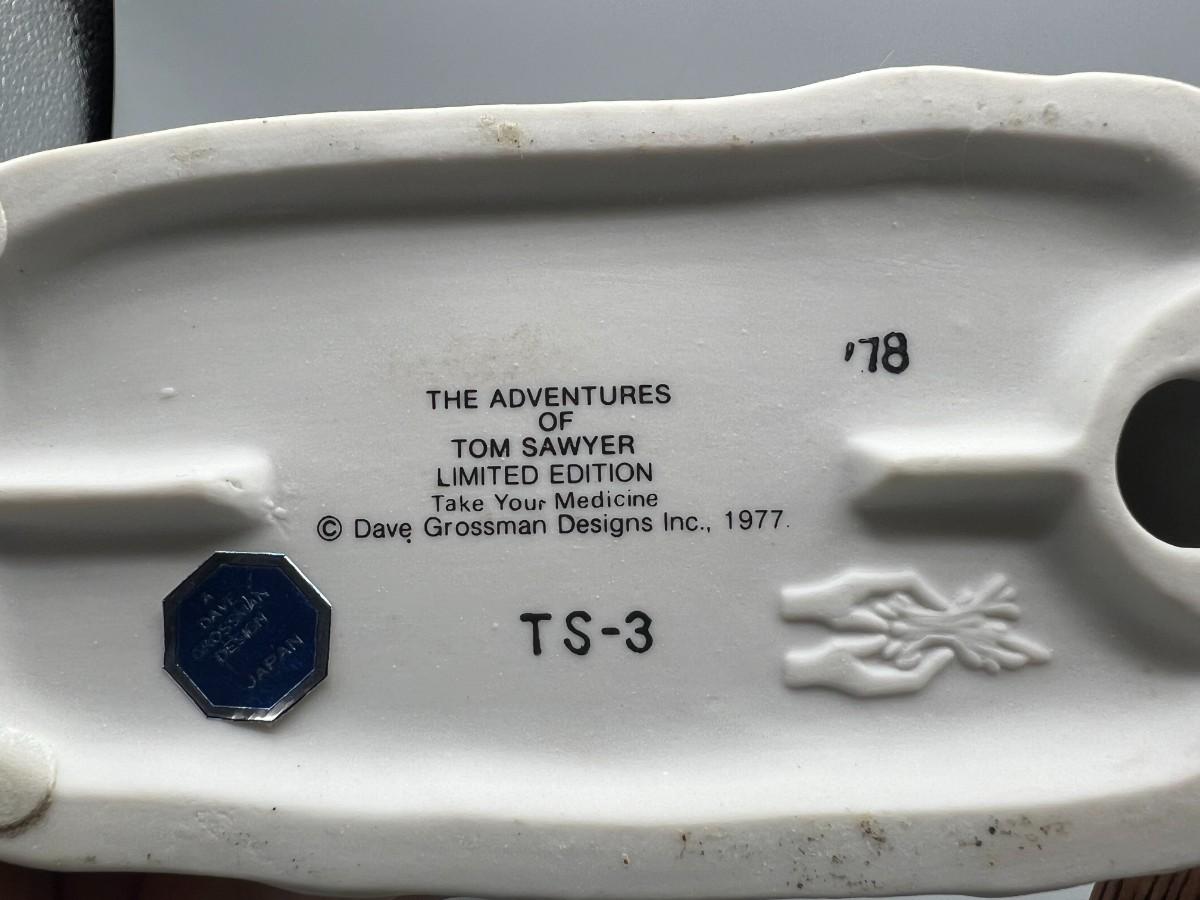 '78
THE ADVENTURES
OF
TOM SAWYER
LIMITED EDITION
Take Your Medicine
© Dave Grossman Designs Inc., 1977.
TS-3
A
DAVE
GROSSMAN
DESIGN
JAPAN